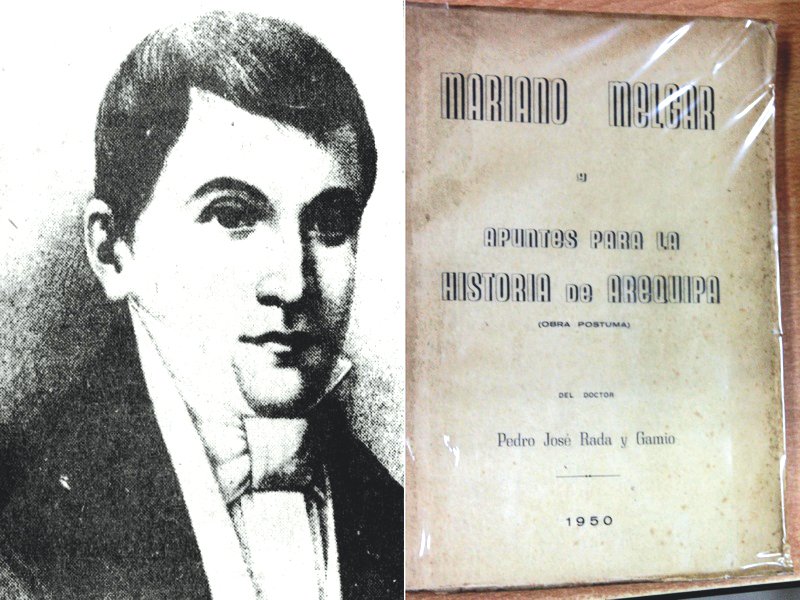 MARIANO MELGAR
y
APUNTES PARA LA
HISTORIA DE AREQUIPA
(OBRA POSTUMA)
DEL DOCTOR
Pedro José Rada y Gamio
1950